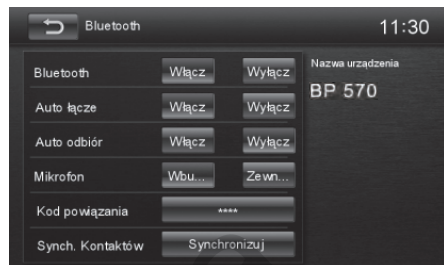 Bluetooth 11:30
Bluetooth Włącz Wyłącz
Auto łącze Włącz Wyłącz
Auto odbiór Włącz Wyłącz
Mikrofon Wbu... Zewn...
Kod powiązania ****
Synch. Kontaktów Synchronizuj
Nazwa urządzenia
BP 570